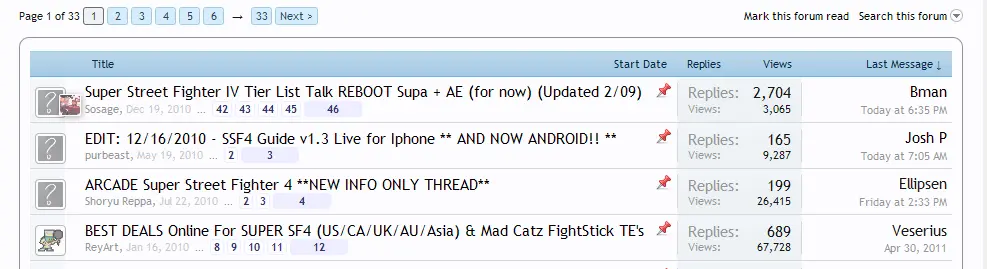 Page 1 of 33 1 2 3 4 5 6 → 33 Next > Mark this forum read Search this forum
Title Start Date Replies Views Last Message ↓
Super Street Fighter IV Tier List Talk REBOOT Supa + AE (for now) (Updated 2/09) Replies: 2,704 Bman
Sosage, Dec 19, 2010 ... 42 43 44 45 46 Views: 3,065 Today at 6:35 PM
EDIT: 12/16/2010 - SSF4 Guide v1.3 Live for Iphone ** AND NOW ANDROID!! ** Replies: 165 Josh P
purbeast, May 19, 2010 ... 2 3 Views: 9,287 Today at 7:05 AM
ARCADE Super Street Fighter 4 **NEW INFO ONLY THREAD** Replies: 199 Ellipsen
Shoryu Reppa, Jul 22, 2010 ... 2 3 4 Views: 26,415 Friday at 2:33 PM
BEST DEALS Online For SUPER SF4 (US/CA/UK/AU/Asia) & Mad Catz FightStick TE's Replies: 689 Veserius
ReyArt, Jan 16, 2010 ... 8 9 10 11 12 Views: 67,728 Apr 30, 2011